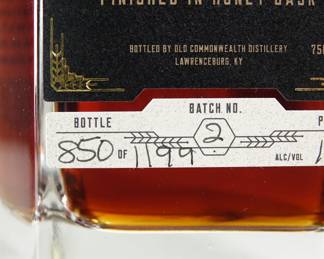 FINISHED IN HONEY CASK
BOTTLED BY OLD COMMONWEALTH DISTILLERY
LAWRENCEBURG, KY
BOTTLE
BATCH NO.
850 OF 1199
2
ALC/VOL